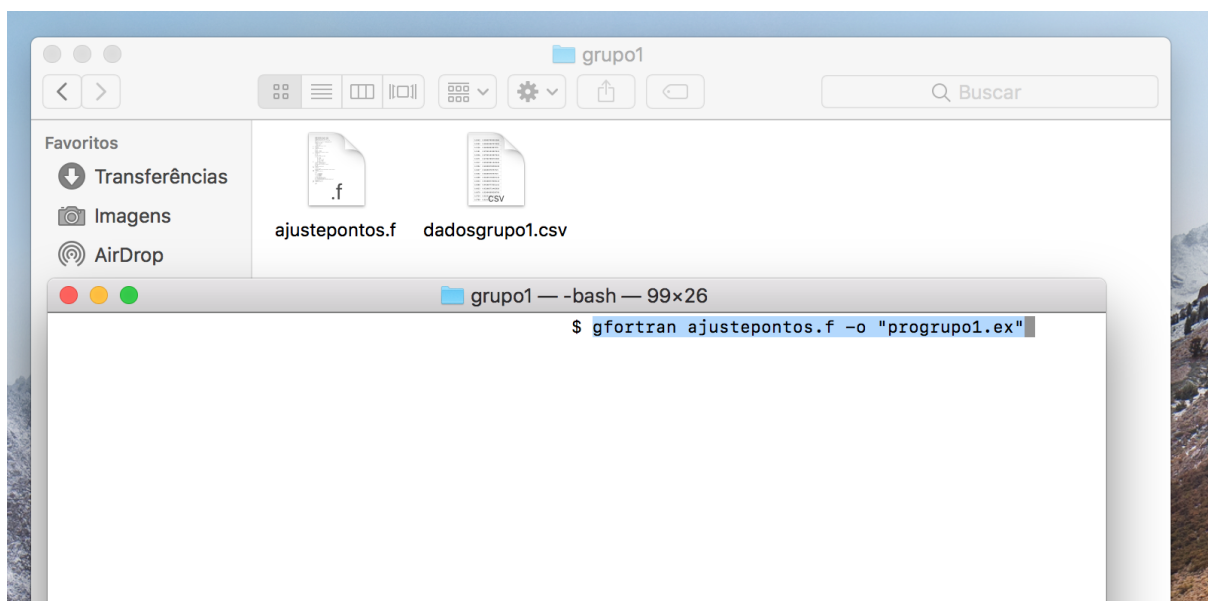 grupo1
Buscar
Favoritos
Transferências
Imagens
AirDrop
.f
CSV
ajustepontos.f
dadosgrupo1.csv
grupo1 — -bash — 99×26
$ gfortran ajustepontos.f -o "progrupo1.ex"